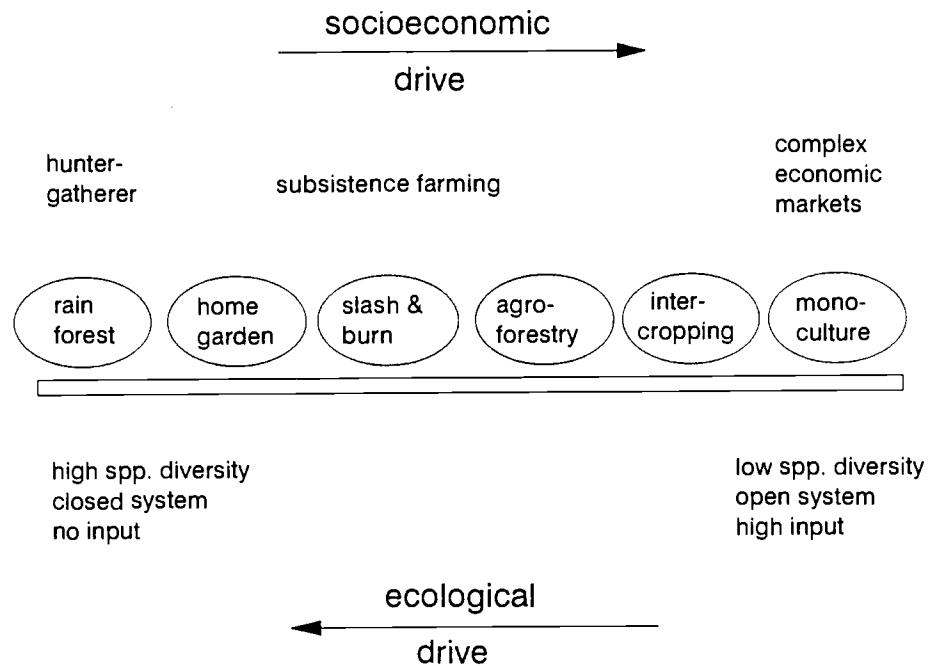 socioeconomic
drive
hunter-
gatherer
subsistence farming
complex
economic
markets
rain
forest
home
garden
slash &
burn
agro-
forestry
inter-
cropping
mono-
culture
high spp. diversity
closed system
no input
low spp. diversity
open system
high input
ecological
drive